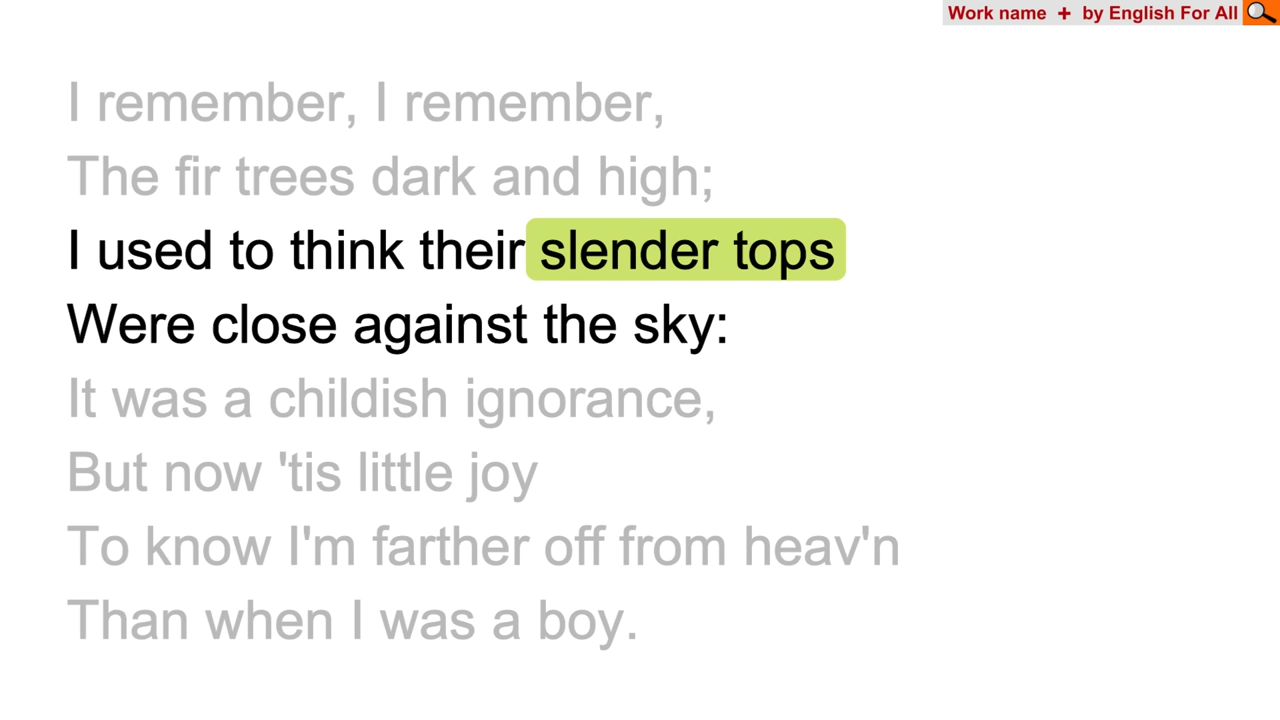 Work name + by English For All
I remember, I remember,
The fir trees dark and high;
I used to think their slender tops
Were close against the sky:
It was a childish ignorance,
But now 'tis little joy
To know I'm farther off from heav'n
Than when I was a boy.